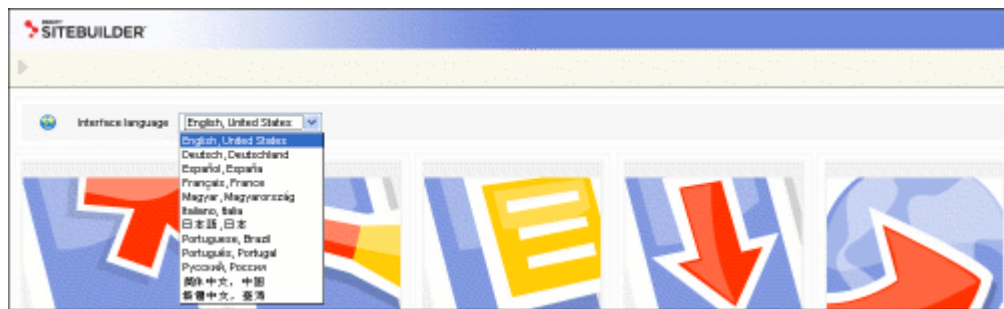 SITEBUILDER
Interface language
English, United States
English, United States
Deutsch, Deutschland
Español, España
Français, France
Magyar, Magyarország
Italiano, Italia
日本語,日本
Portuguese, Brazil
Português, Portugal
Русский, Россия
简体中文, 中国
繁體中文, 臺灣